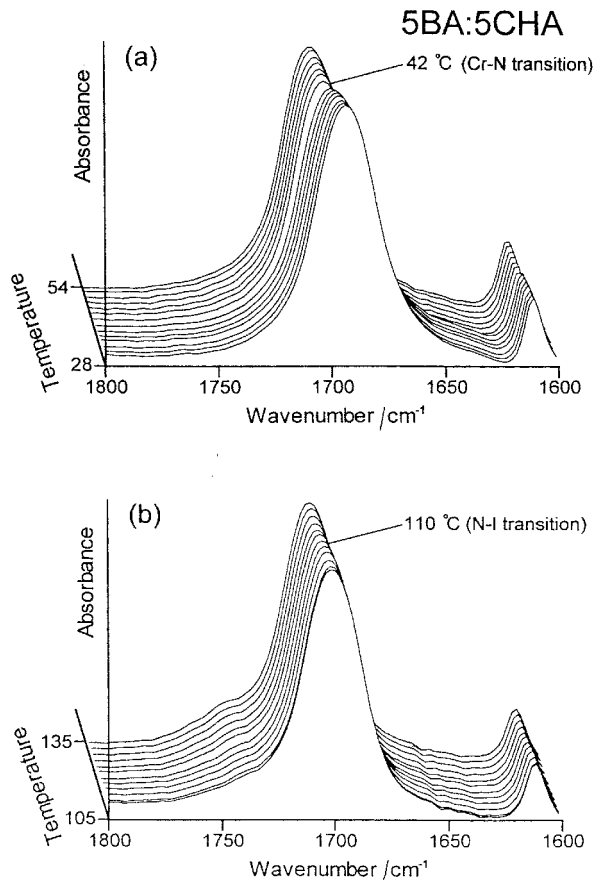 5BA:5CHA
(a)
42 °C (Cr-N transition)
Absorbance
Temperature
54
28
1800 1750 1700 1650 1600
Wavenumber /cm⁻¹
(b)
110 °C (N-I transition)
Absorbance
Temperature
135
105
1800 1750 1700 1650 1600
Wavenumber /cm⁻¹